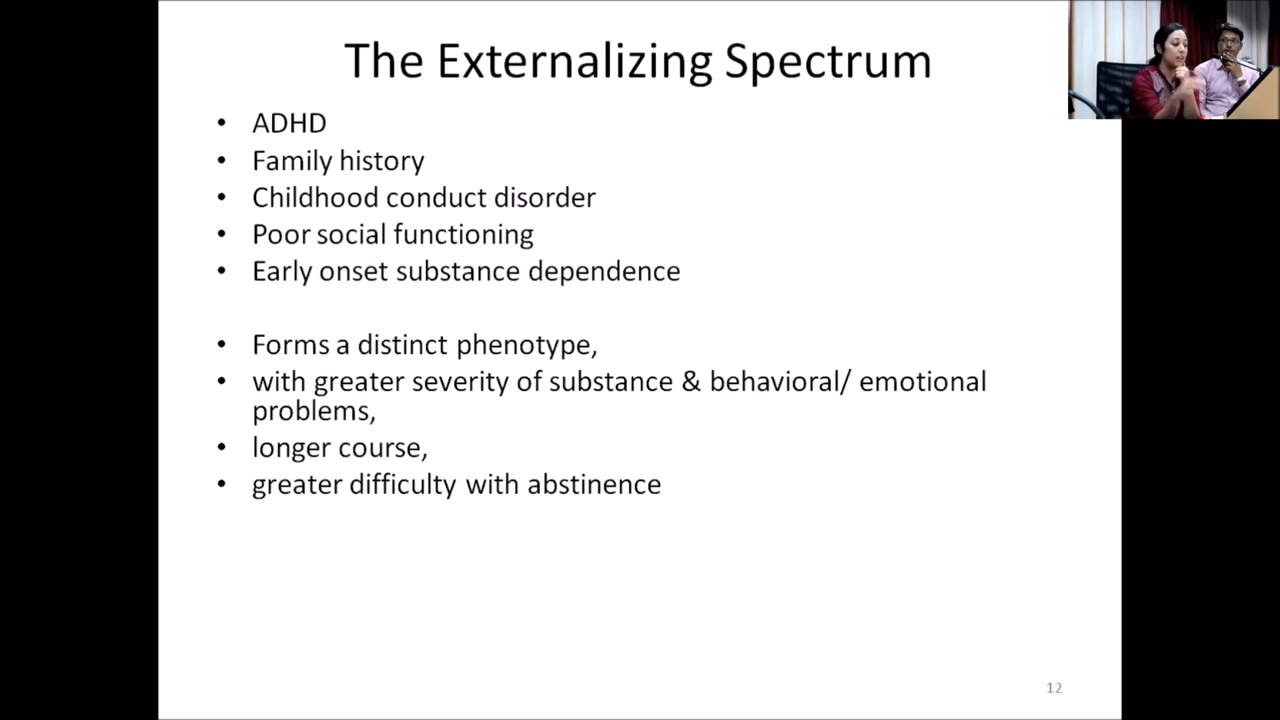 The Externalizing Spectrum
• ADHD
• Family history
• Childhood conduct disorder
• Poor social functioning
• Early onset substance dependence
• Forms a distinct phenotype,
• with greater severity of substance & behavioral/ emotional
problems,
• longer course,
• greater difficulty with abstinence
12